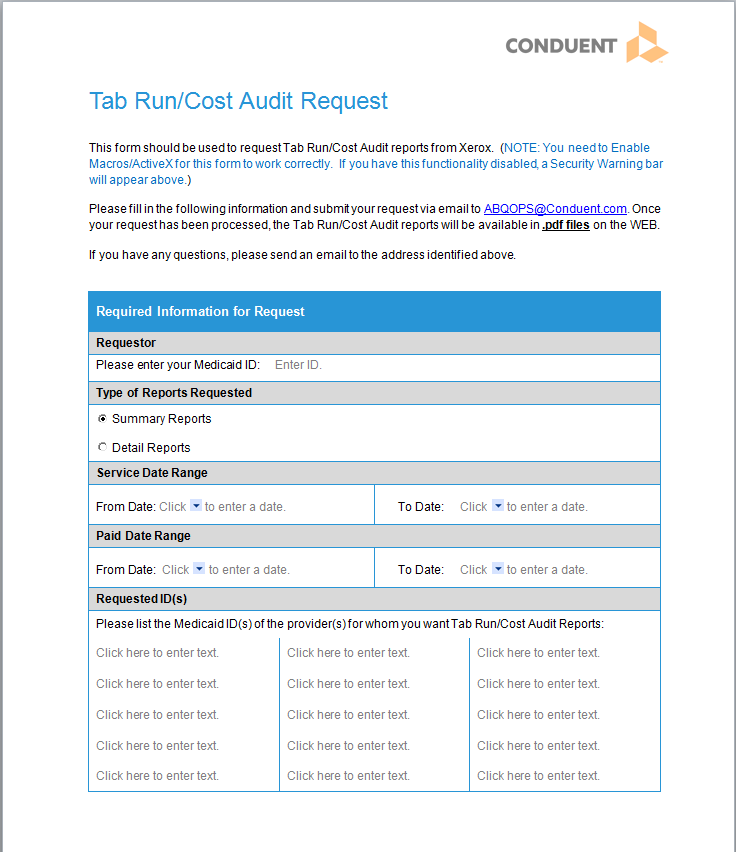 CONDUENT
Tab Run/Cost Audit Request
This form should be used to request Tab Run/Cost Audit reports from Xerox. (NOTE: You need to Enable
Macros/ActiveX for this form to work correctly. If you have this functionality disabled, a Security Warning bar
will appear above.)
Please fill in the following information and submit your request via email to ABQOPS@Conduent.com. Once
your request has been processed, the Tab Run/Cost Audit reports will be available in .pdf files on the WEB.
If you have any questions, please send an email to the address identified above.
Required Information for Request
Requestor
Please enter your Medicaid ID: Enter ID.
Type of Reports Requested
Summary Reports
Detail Reports
Service Date Range
From Date: Click to enter a date. To Date: Click to enter a date.
Paid Date Range
From Date: Click to enter a date. To Date: Click to enter a date.
Requested ID(s)
Please list the Medicaid ID(s) of the provider(s) for whom you want Tab Run/Cost Audit Reports:
Click here to enter text. Click here to enter text. Click here to enter text.
Click here to enter text. Click here to enter text. Click here to enter text.
Click here to enter text. Click here to enter text. Click here to enter text.
Click here to enter text. Click here to enter text. Click here to enter text.
Click here to enter text. Click here to enter text. Click here to enter text.